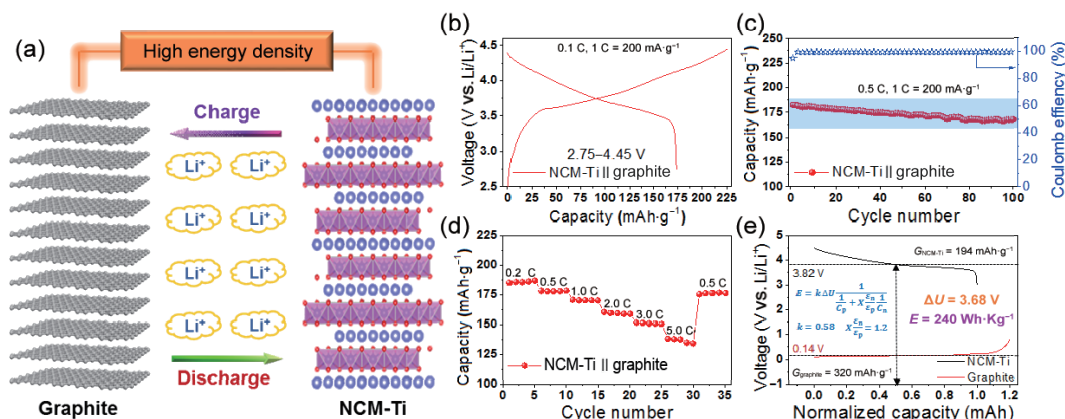 (a)
High energy density
Charge
Li⁺ Li⁺
Li⁺ Li⁺
Li⁺ Li⁺
Li⁺ Li⁺
Discharge
Graphite
NCM-Ti
(b)
Voltage (V vs. Li/Li⁺)
4.5
4.0
3.5
3.0
2.5
0.1 C, 1 C = 200 mA·g⁻¹
2.75–4.45 V
NCM-Ti || graphite
0 25 50 75 100 125 150 175 200 225
Capacity (mAh·g⁻¹)
(c)
Capacity (mAh·g⁻¹)
250
225
200
175
150
125
100
0.5 C, 1 C = 200 mA·g⁻¹
NCM-Ti || graphite
0 20 40 60 80 100
Cycle number
100
80
60
40
20
0
Coulomb effiency (%)
(d)
Capacity (mAh·g⁻¹)
225
200
175
150
125
100
0.2 C
0.5 C
1.0 C
2.0 C
3.0 C
5.0 C
0.5 C
NCM-Ti || graphite
0 5 10 15 20 25 30 35
Cycle number
(e)
Voltage (V vs. Li/Li⁺)
5
4
3
2
1
0
-1
G_NCM-Ti = 194 mAh·g⁻¹
3.82 V
E = kΔU 1 / (1/C_p + X ε_n/ε_p 1/C_n)
k = 0.58 X ε_n/ε_p = 1.2
ΔU = 3.68 V
E = 240 Wh·Kg⁻¹
0.14 V
G_graphite = 320 mAh·g⁻¹
NCM-Ti
Graphite
0.0 0.2 0.4 0.6 0.8 1.0 1.2
Normalized capacity (mAh)